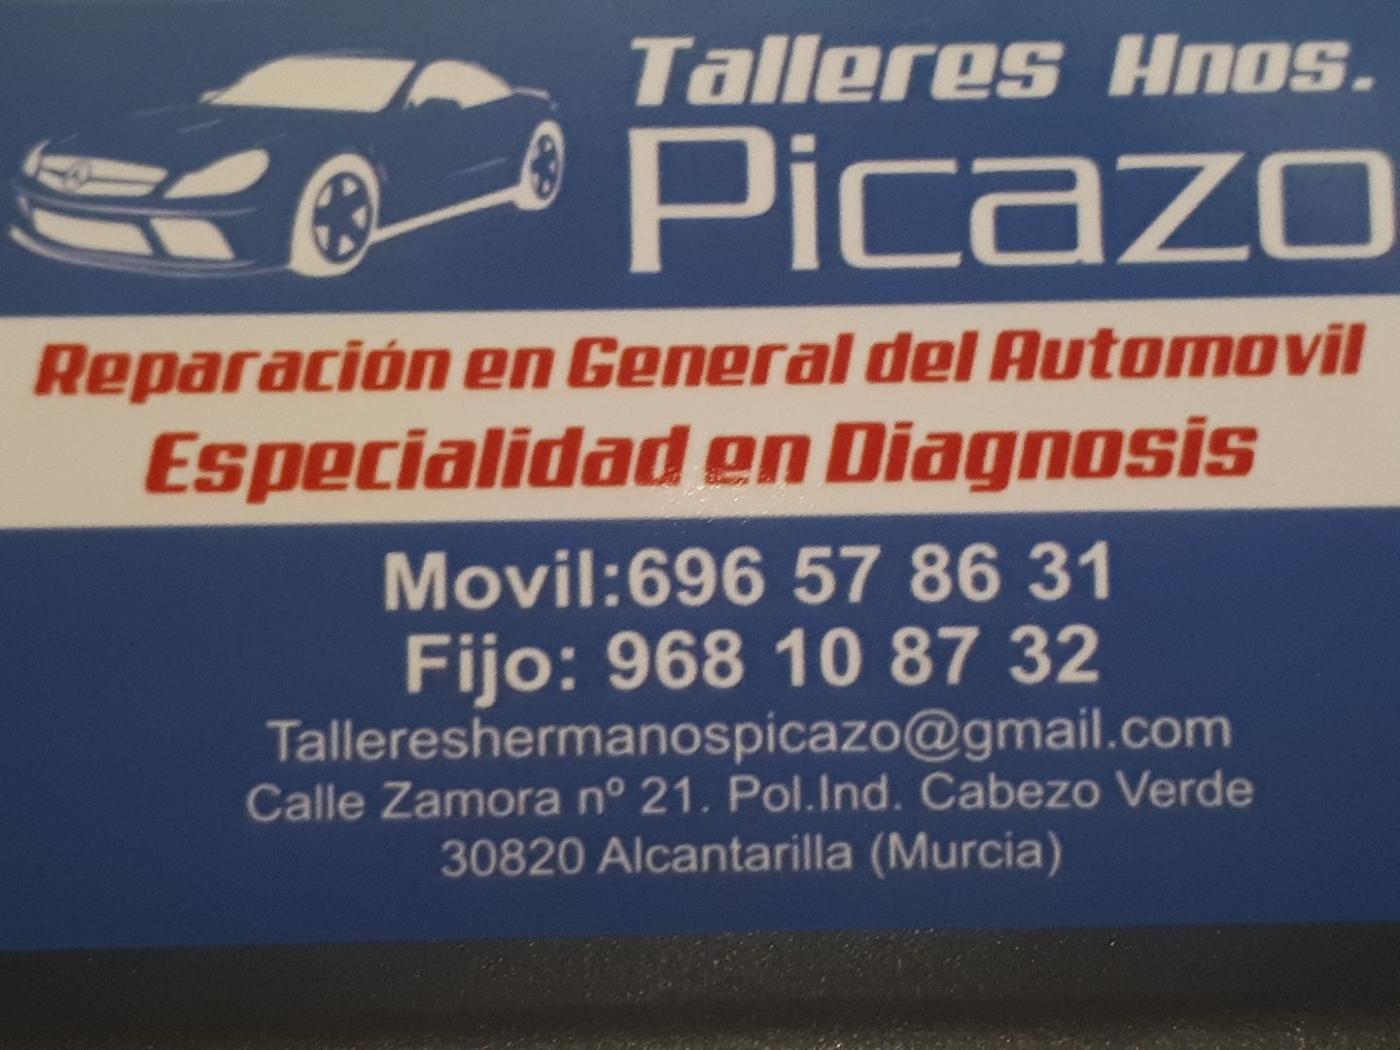 Talleres Hnos.
Picazo
Reparación en General del Automovil
Especialidad en Diagnosis
Movil:696 57 86 31
Fijo: 968 10 87 32
Tallereshermanospicazo@gmail.com
Calle Zamora nº 21. Pol.Ind. Cabezo Verde
30820 Alcantarilla (Murcia)